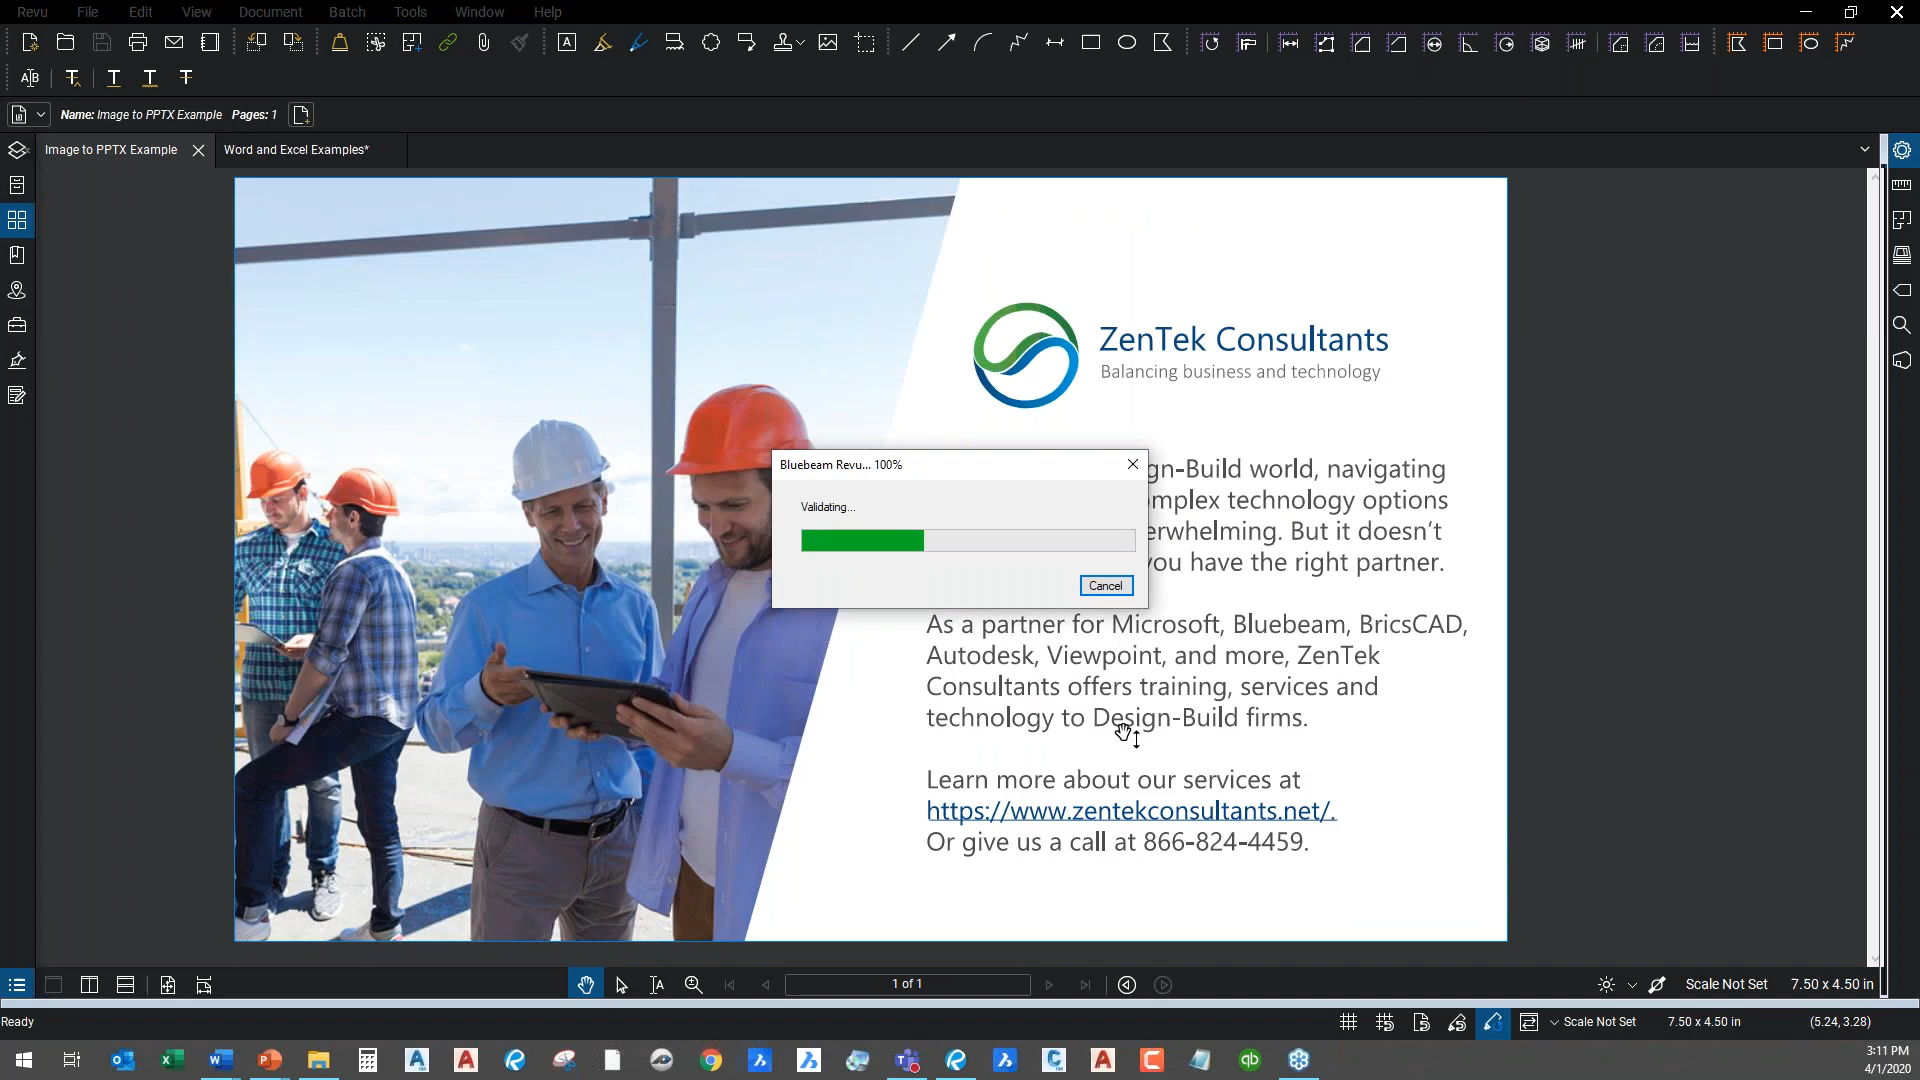 Revu File Edit View Document Batch Tools Window Help
Name: Image to PPTX Example Pages: 1
Image to PPTX Example
Word and Excel Examples*
ZenTek Consultants
Balancing business and technology
Bluebeam Revu... 100%
Validating...
Cancel
gn-Build world, navigating
mplex technology options
erwhelming. But it doesn't
you have the right partner.
As a partner for Microsoft, Bluebeam, BricsCAD,
Autodesk, Viewpoint, and more, ZenTek
Consultants offers training, services and
technology to Design-Build firms.
Learn more about our services at
https://www.zentekconsultants.net/.
Or give us a call at 866-824-4459.
1 of 1
Scale Not Set 7.50 x 4.50 in
Ready
Scale Not Set 7.50 x 4.50 in (5.24, 3.28)
3:11 PM
4/1/2020